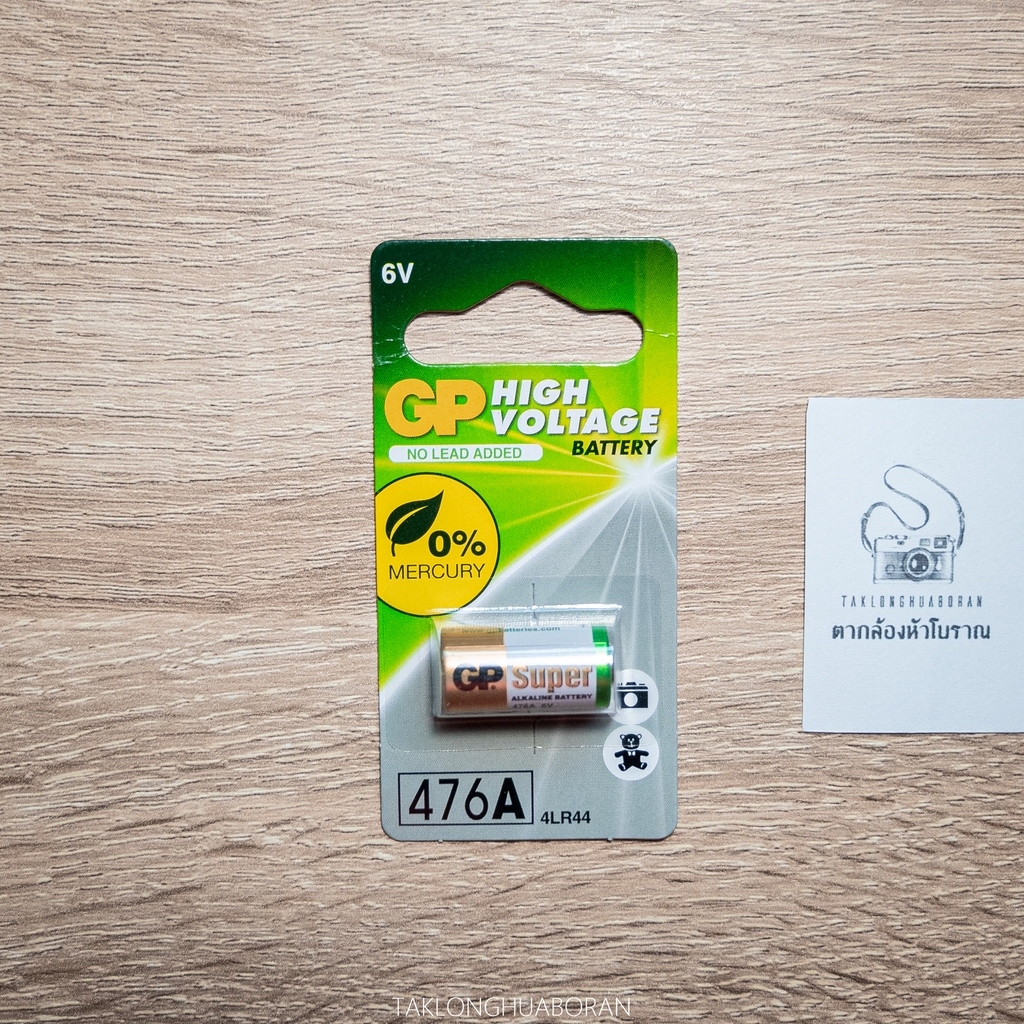 6V
GP HIGH
VOLTAGE
BATTERY
NO LEAD ADDED
0%
MERCURY
GP Super
ALKALINE BATTERY
476A 6V
476A 4LR44
TAKLONGHUABORAN
ตากล้องหัวโบราณ
TAKLONGHUABORAN